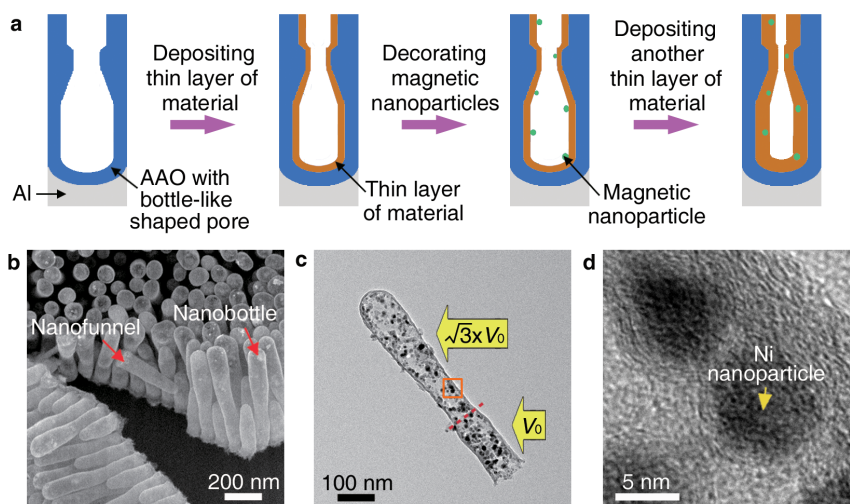 a
Depositing
thin layer of
material
Decorating
magnetic
nanoparticles
Depositing
another
thin layer of
material
Al
AAO with
bottle-like
shaped pore
Thin layer
of material
Magnetic
nanoparticle
b
Nanofunnel
Nanobottle
200 nm
c
√3x V₀
V₀
100 nm
d
Ni
nanoparticle
5 nm